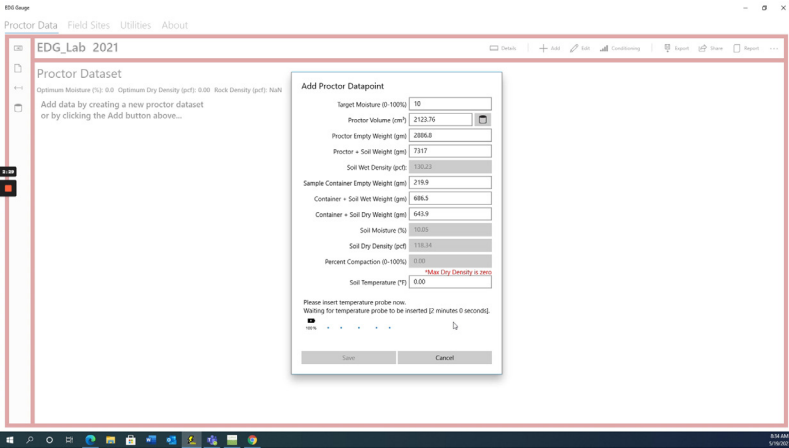 EDG Gauge
Proctor Data Field Sites Utilities About
EDG_Lab 2021
Details Add Edit Conditioning Export Share Report ...
Proctor Dataset
Optimum Moisture (%): 0.0 Optimum Dry Density (pcf): 0.00 Rock Density (pcf): NaN
Add data by creating a new proctor dataset
or by clicking the Add button above...
Add Proctor Datapoint
Target Moisture (0-100%) 10
Proctor Volume (cm³) 2123.76
Proctor Empty Weight (gm) 2886.8
Proctor + Soil Weight (gm) 7317
Soil Wet Density (pcf): 130.23
Sample Container Empty Weight (gm) 219.9
Container + Soil Wet Weight (gm) 686.5
Container + Soil Dry Weight (gm) 643.9
Soil Moisture (%) 10.05
Soil Dry Density (pcf) 118.34
Percent Compaction (0-100%) 0.00
*Max Dry Density is zero
Soil Temperature (°F) 0.00
Please insert temperature probe now.
Waiting for temperature probe to be inserted [2 minutes 0 seconds].
100%
Save Cancel
8:54 AM